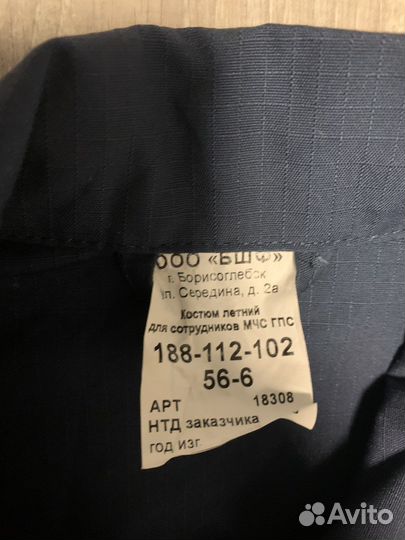 ООО «БШФ»
г. Борисоглебск
ул. Середина, д. 2а
Костюм летний
для сотрудников МЧС ГПС
188-112-102
56-6
АРТ 18308
НТД заказчика
год изг.
Avito